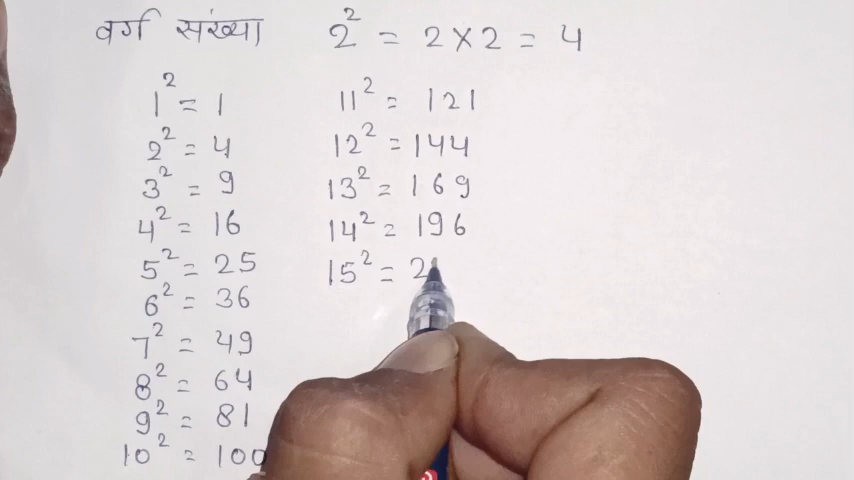 वर्ग संख्या 2² = 2 × 2 = 4
1² = 1
2² = 4
3² = 9
4² = 16
5² = 25
6² = 36
7² = 49
8² = 64
9² = 81
10² = 100
11² = 121
12² = 144
13² = 169
14² = 196
15² = 2